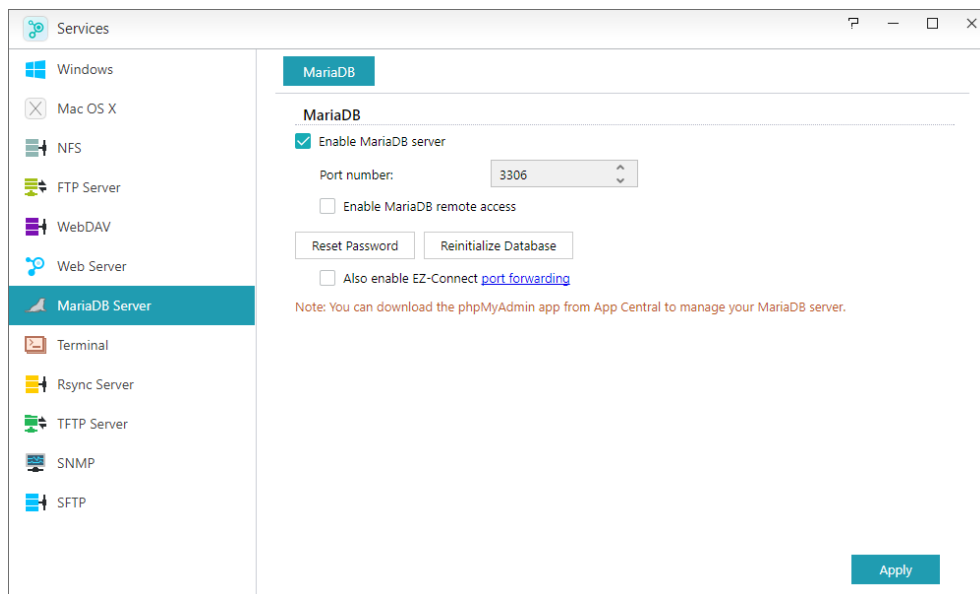 Services
Windows
Mac OS X
NFS
FTP Server
WebDAV
Web Server
MariaDB Server
Terminal
Rsync Server
TFTP Server
SNMP
SFTP
MariaDB
MariaDB
Enable MariaDB server
Port number: 3306
Enable MariaDB remote access
Reset Password Reinitialize Database
Also enable EZ-Connect port forwarding
Note: You can download the phpMyAdmin app from App Central to manage your MariaDB server.
Apply